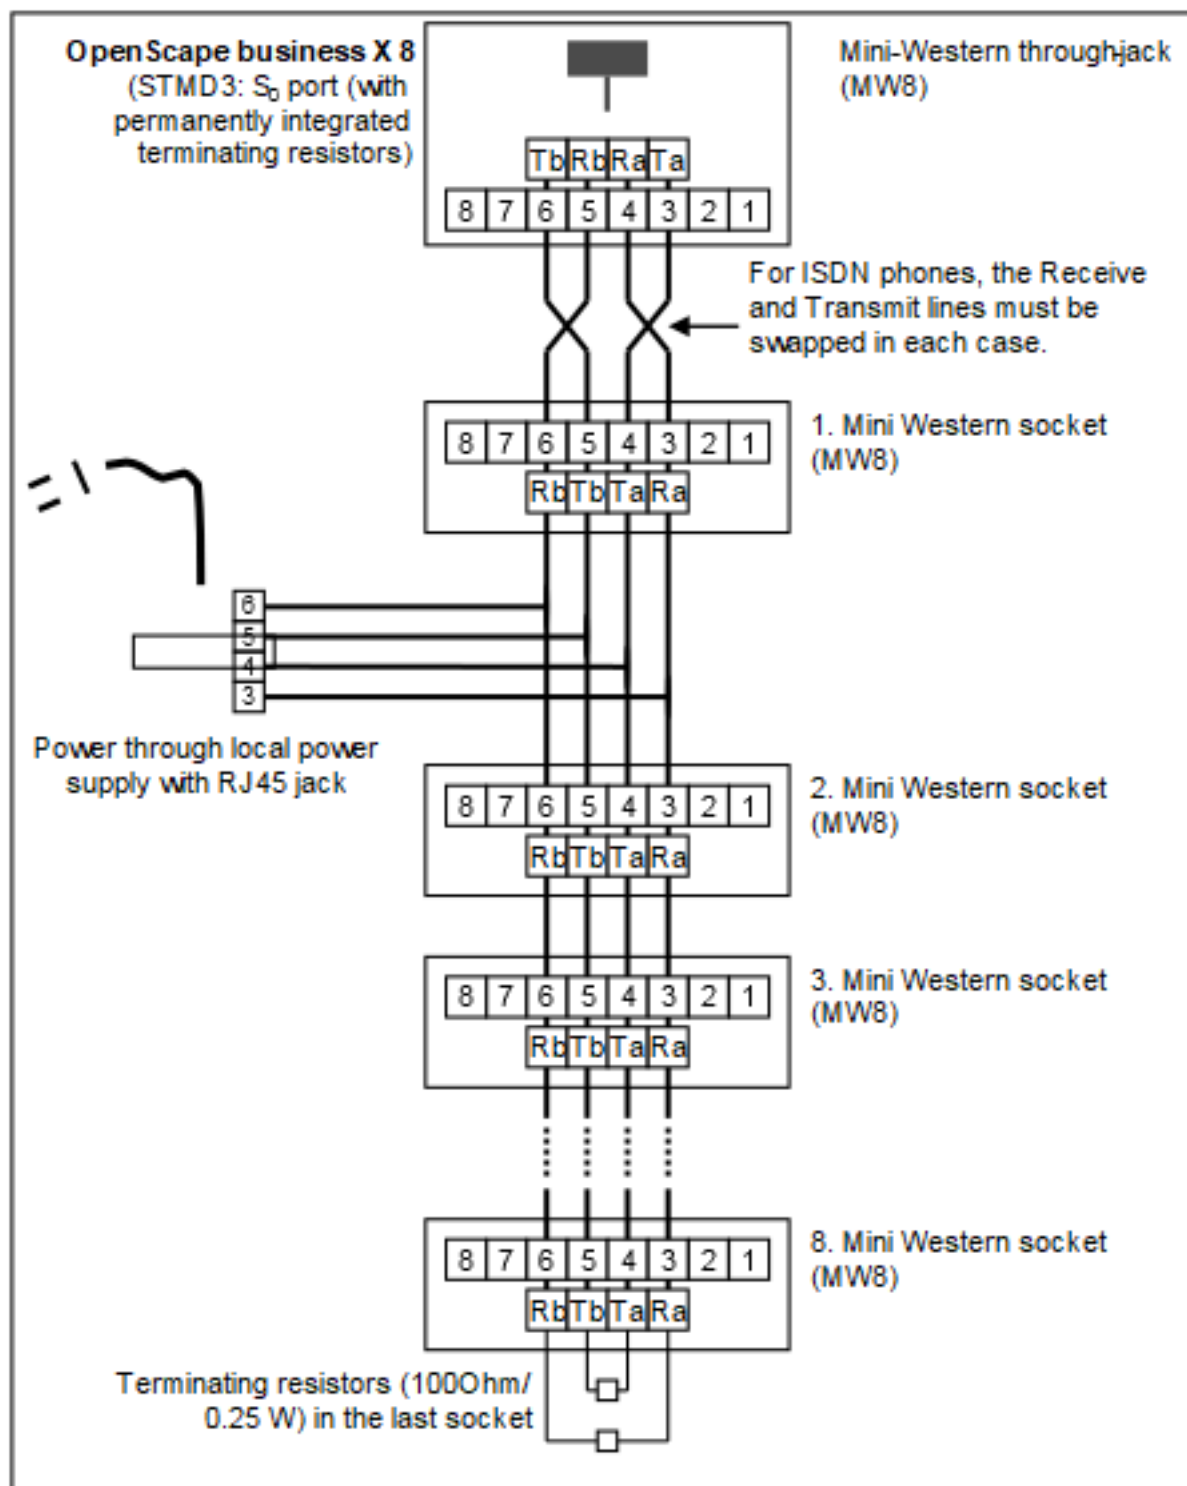 OpenScape business X 8
(STMD3: S0 port (with
permanently integrated
terminating resistors)
Mini-Western through-jack
(MW8)
Tb Rb Ra Ta
8 7 6 5 4 3 2 1
For ISDN phones, the Receive
and Transmit lines must be
swapped in each case.
8 7 6 5 4 3 2 1
Rb Tb Ta Ra
1. Mini Western socket
(MW8)
6
5
4
3
Power through local power
supply with RJ45 jack
8 7 6 5 4 3 2 1
Rb Tb Ta Ra
2. Mini Western socket
(MW8)
8 7 6 5 4 3 2 1
Rb Tb Ta Ra
3. Mini Western socket
(MW8)
8 7 6 5 4 3 2 1
Rb Tb Ta Ra
8. Mini Western socket
(MW8)
Terminating resistors (100Ohm/
0.25 W) in the last socket